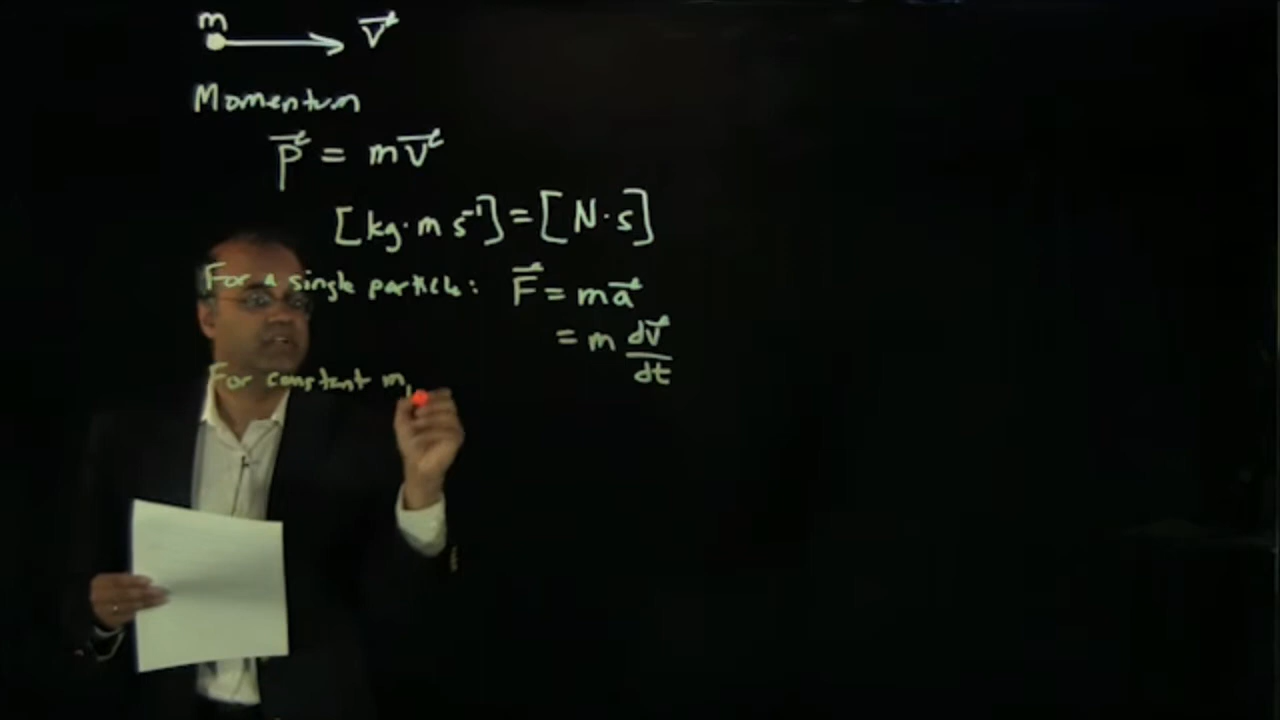 m v⃗
Momentum
p⃗ = mv⃗
[kg·m s⁻¹] = [N·s]
For a single particle: F⃗ = ma⃗
= m dv⃗/dt
For constant m,